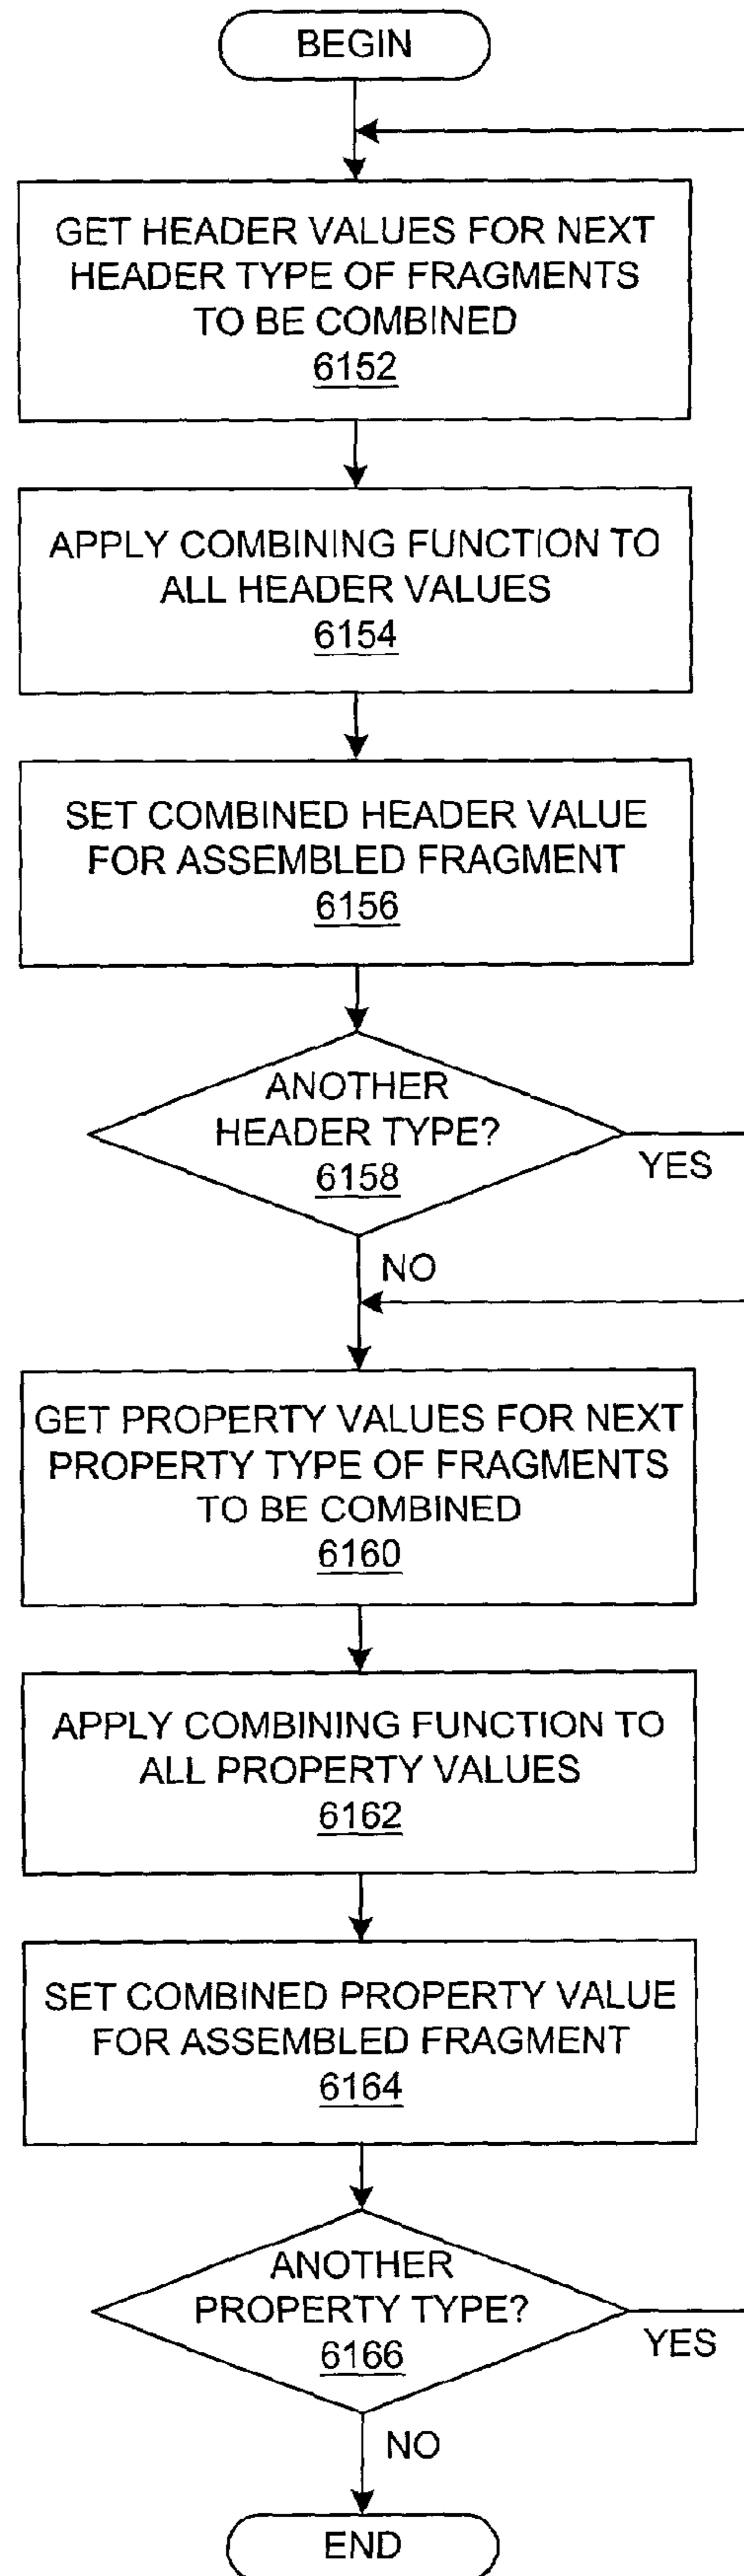 BEGIN
GET HEADER VALUES FOR NEXT
HEADER TYPE OF FRAGMENTS
TO BE COMBINED
6152
APPLY COMBINING FUNCTION TO
ALL HEADER VALUES
6154
SET COMBINED HEADER VALUE
FOR ASSEMBLED FRAGMENT
6156
ANOTHER
HEADER TYPE?
6158
YES
NO
GET PROPERTY VALUES FOR NEXT
PROPERTY TYPE OF FRAGMENTS
TO BE COMBINED
6160
APPLY COMBINING FUNCTION TO
ALL PROPERTY VALUES
6162
SET COMBINED PROPERTY VALUE
FOR ASSEMBLED FRAGMENT
6164
ANOTHER
PROPERTY TYPE?
6166
YES
NO
END